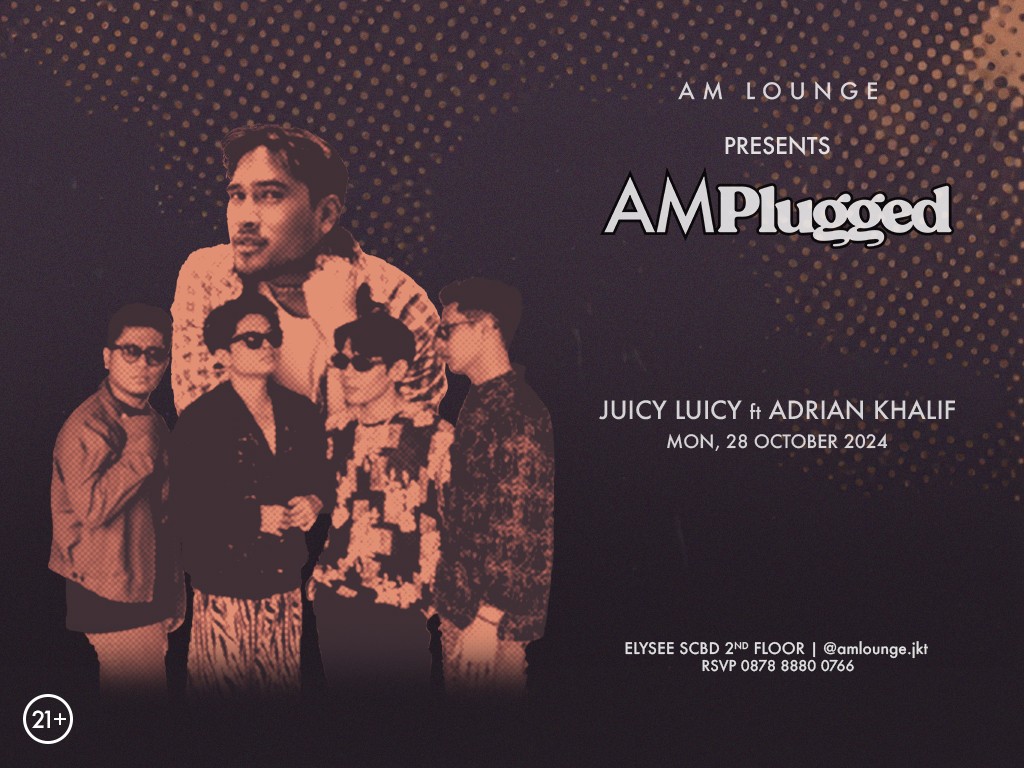 AM LOUNGE
PRESENTS
AMPlugged
JUICY LUICY ft ADRIAN KHALIF
MON, 28 OCTOBER 2024
ELYSEE SCBD 2ND FLOOR | @amlounge.jkt
RSVP 0878 8880 0766
21+